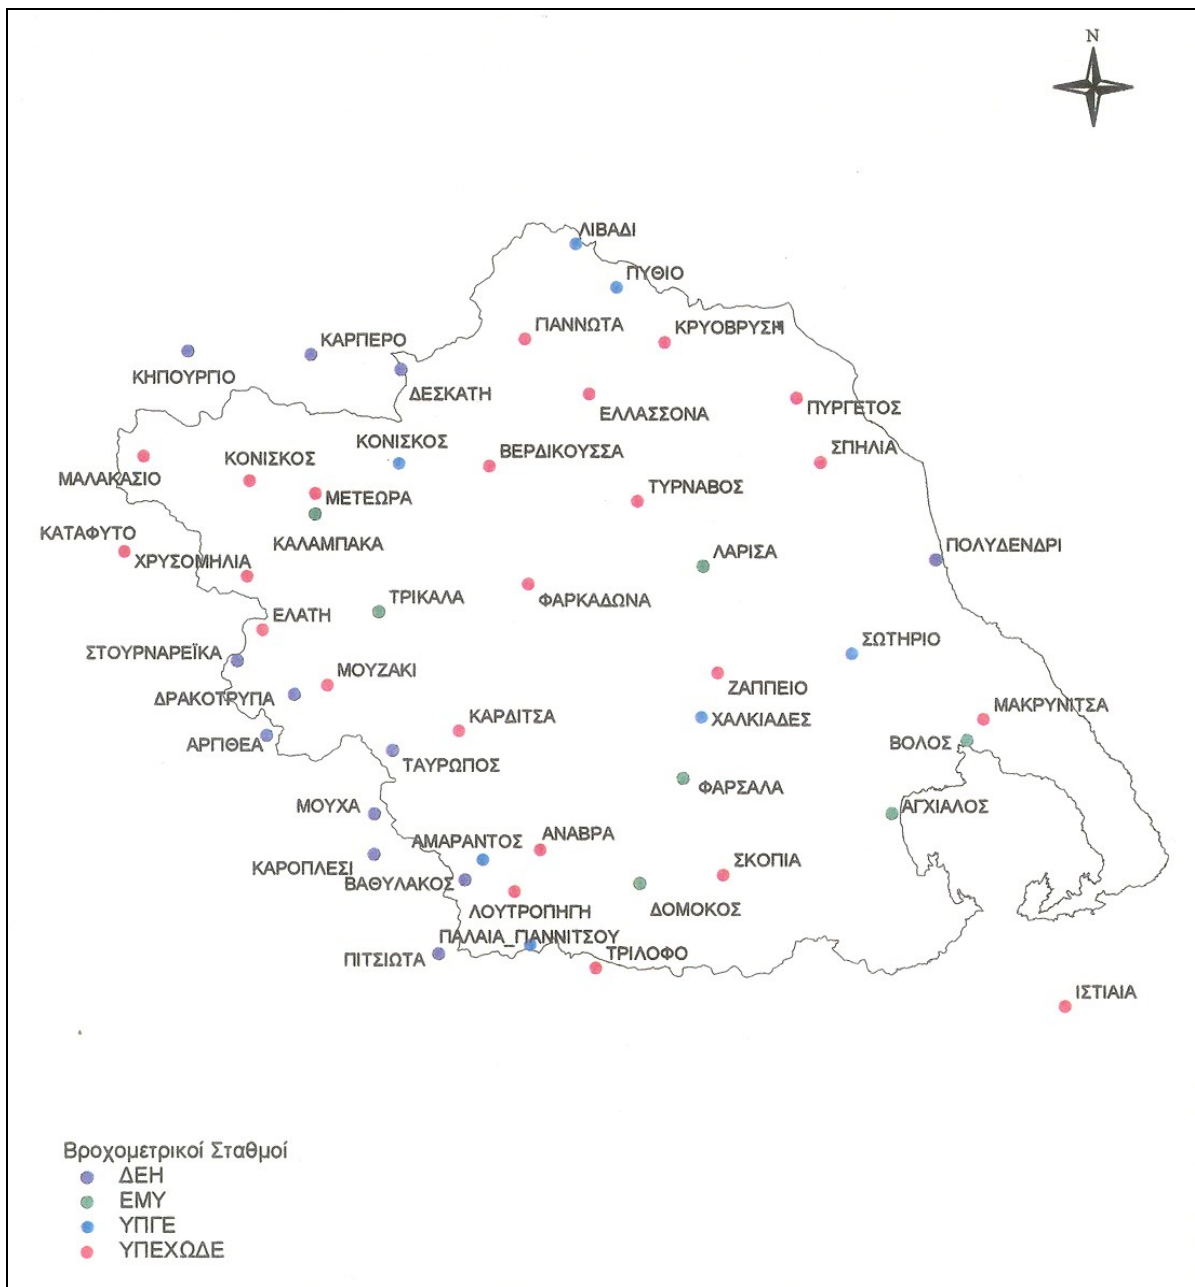 N
ΛΙΒΑΔΙ
ΠΥΘΙΟ
ΓΙΑΝΝΩΤΑ
ΚΡΥΟΒΡΥΣΗ
ΚΑΡΠΕΡΟ
ΚΗΠΟΥΡΓΙΟ
ΔΕΣΚΑΤΗ
ΕΛΛΑΣΣΟΝΑ
ΠΥΡΓΕΤΟΣ
ΚΟΝΙΣΚΟΣ
ΒΕΡΔΙΚΟΥΣΣΑ
ΣΠΗΛΙΑ
ΚΟΝΙΣΚΟΣ
ΜΑΛΑΚΑΣΙΟ
ΜΕΤΕΩΡΑ
ΤΥΡΝΑΒΟΣ
ΚΑΤΑΦΥΤΟ
ΚΑΛΑΜΠΑΚΑ
ΛΑΡΙΣΑ
ΠΟΛΥΔΕΝΔΡΙ
ΧΡΥΣΟΜΗΛΙΑ
ΤΡΙΚΑΛΑ
ΦΑΡΚΑΔΩΝΑ
ΕΛΑΤΗ
ΣΩΤΗΡΙΟ
ΣΤΟΥΡΝΑΡΕΪΚΑ
ΜΟΥΖΑΚΙ
ΖΑΠΠΕΙΟ
ΔΡΑΚΟΤΡΥΠΑ
ΜΑΚΡΥΝΙΤΣΑ
ΚΑΡΔΙΤΣΑ
ΧΑΛΚΙΑΔΕΣ
ΑΡΓΙΘΕΑ
ΒΟΛΟΣ
ΤΑΥΡΩΠΟΣ
ΦΑΡΣΑΛΑ
ΜΟΥΧΑ
ΑΓΧΙΑΛΟΣ
ΑΜΑΡΑΝΤΟΣ
ΑΝΑΒΡΑ
ΚΑΡΟΠΛΕΣΙ
ΣΚΟΠΙΑ
ΒΑΘΥΛΑΚΟΣ
ΛΟΥΤΡΟΠΗΓΗ
ΔΟΜΟΚΟΣ
ΠΑΛΑΙΑ_ΓΙΑΝΝΙΤΣΟΥ
ΠΙΤΣΙΩΤΑ
ΤΡΙΛΟΦΟ
ΙΣΤΙΑΙΑ
Βροχομετρικοί Σταθμοί
ΔΕΗ
ΕΜΥ
ΥΠΓΕ
ΥΠΕΧΩΔΕ